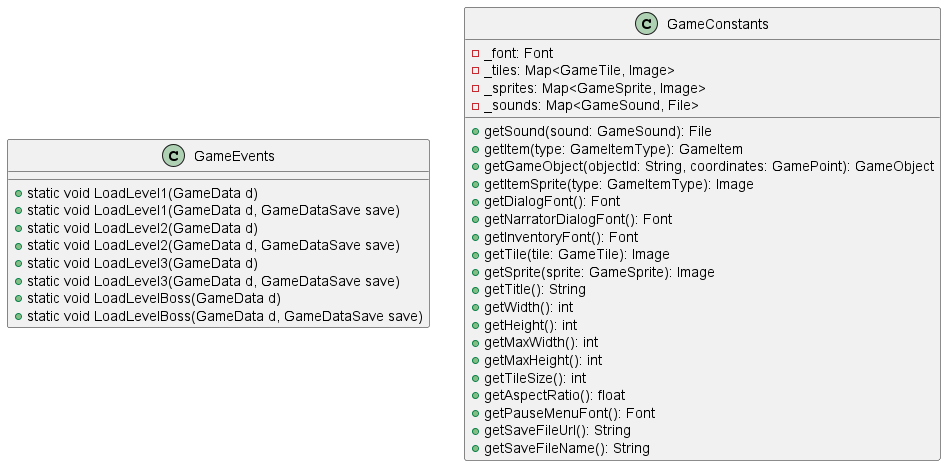 C GameEvents
static void LoadLevel1(GameData d)
static void LoadLevel1(GameData d, GameDataSave save)
static void LoadLevel2(GameData d)
static void LoadLevel2(GameData d, GameDataSave save)
static void LoadLevel3(GameData d)
static void LoadLevel3(GameData d, GameDataSave save)
static void LoadLevelBoss(GameData d)
static void LoadLevelBoss(GameData d, GameDataSave save)
C GameConstants
_font: Font
_tiles: Map<GameTile, Image>
_sprites: Map<GameSprite, Image>
_sounds: Map<GameSound, File>
getSound(sound: GameSound): File
getItem(type: GameItemType): GameItem
getGameObject(objectId: String, coordinates: GamePoint): GameObject
getItemSprite(type: GameItemType): Image
getDialogFont(): Font
getNarratorDialogFont(): Font
getInventoryFont(): Font
getTile(tile: GameTile): Image
getSprite(sprite: GameSprite): Image
getTitle(): String
getWidth(): int
getHeight(): int
getMaxWidth(): int
getMaxHeight(): int
getTileSize(): int
getAspectRatio(): float
getPauseMenuFont(): Font
getSaveFileUrl(): String
getSaveFileName(): String